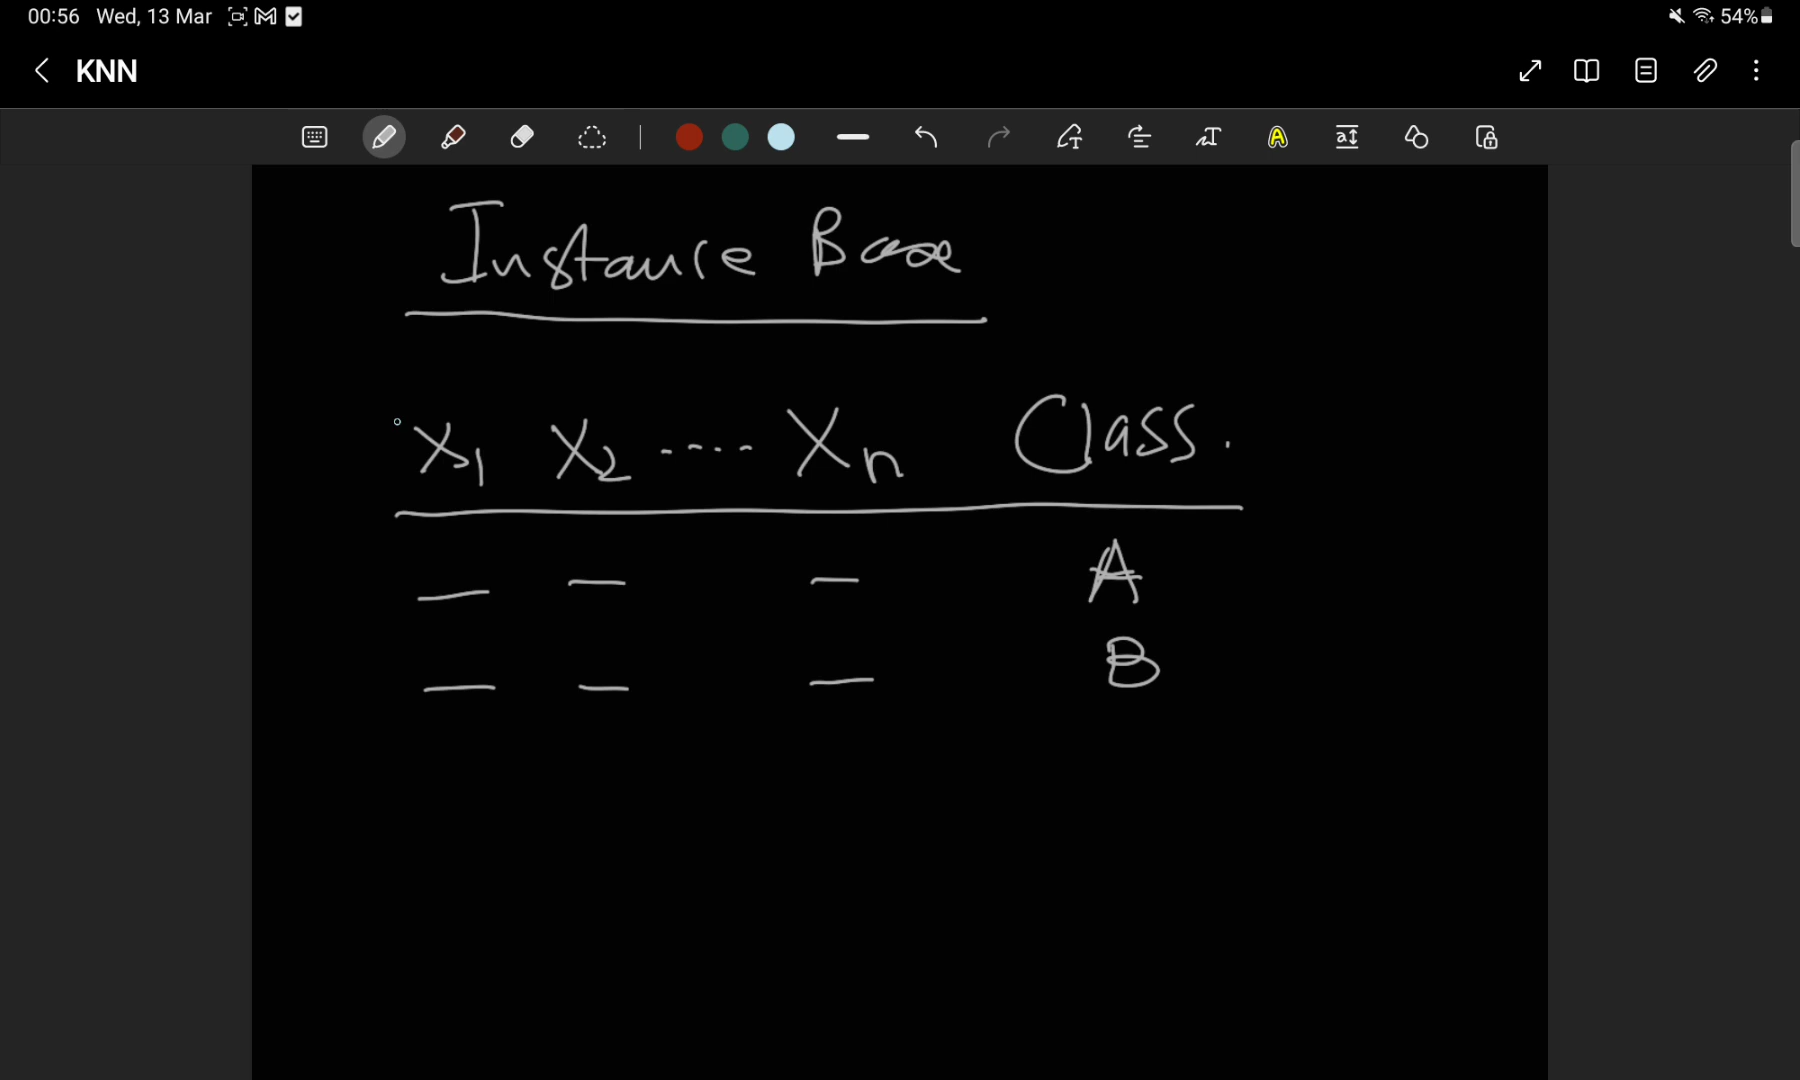 00:56 Wed, 13 Mar 54%
KNN
Instance Base
X1 X2 ---- Xn Class.
— — — A
— — — B